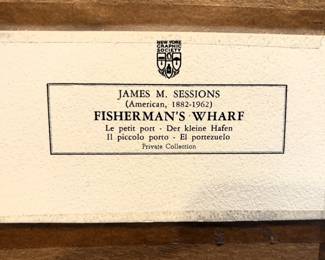 NEW YORK
GRAPHIC
SOCIETY
JAMES M. SESSIONS
(American, 1882-1962)
FISHERMAN'S WHARF
Le petit port - Der kleine Hafen
Il piccolo porto - El portezuelo
Private Collection